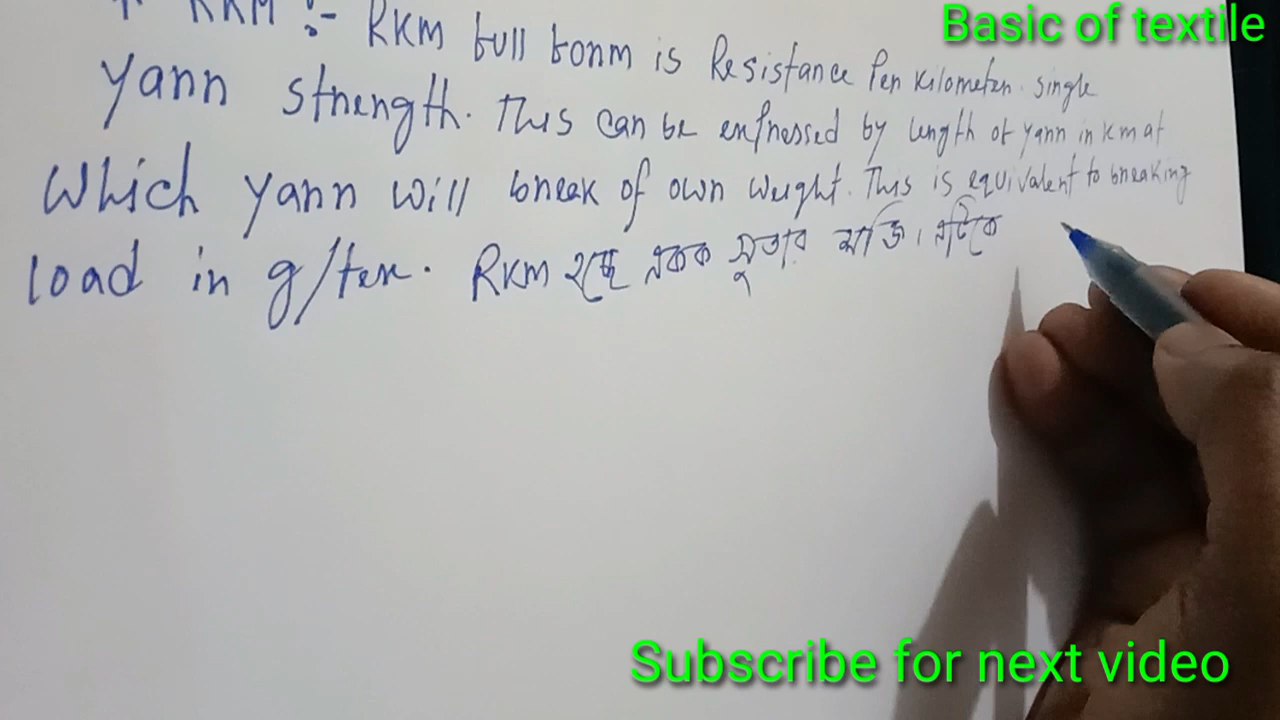 Basic of textile
RKM :- RKM full form is Resistance Per Kilometer. single
yarn strength. This can be expressed by length of yarn in km at
Which yarn will break of own weight. This is equivalent to breaking
load in g/tex. RKM হচ্ছে একক সুতার শক্তি। এটিকে
Subscribe for next video